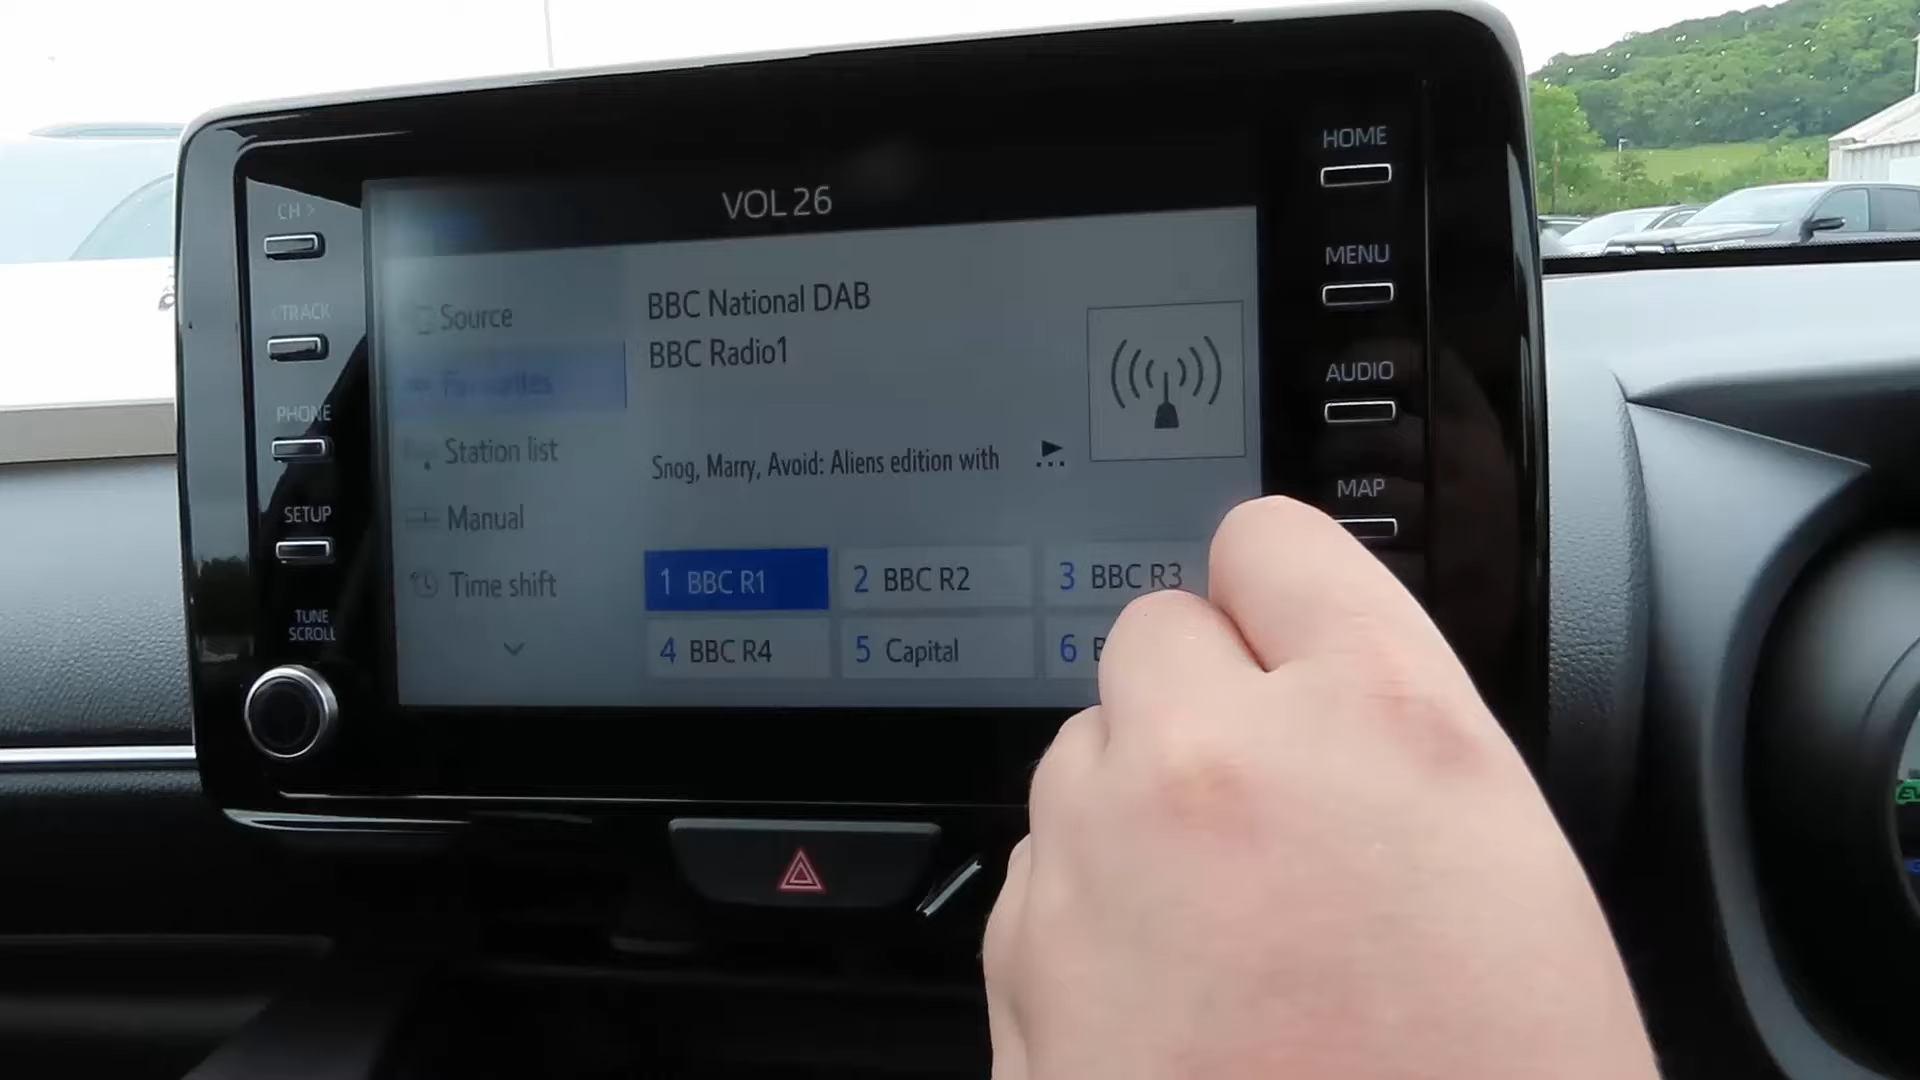 VOL 26
CH >
< TRACK
PHONE
SETUP
TUNE
SCROLL
Source
Favourites
Station list
Manual
Time shift
BBC National DAB
BBC Radio1
Snog, Marry, Avoid: Aliens edition with
1 BBC R1
2 BBC R2
3 BBC R3
4 BBC R4
5 Capital
6
HOME
MENU
AUDIO
MAP